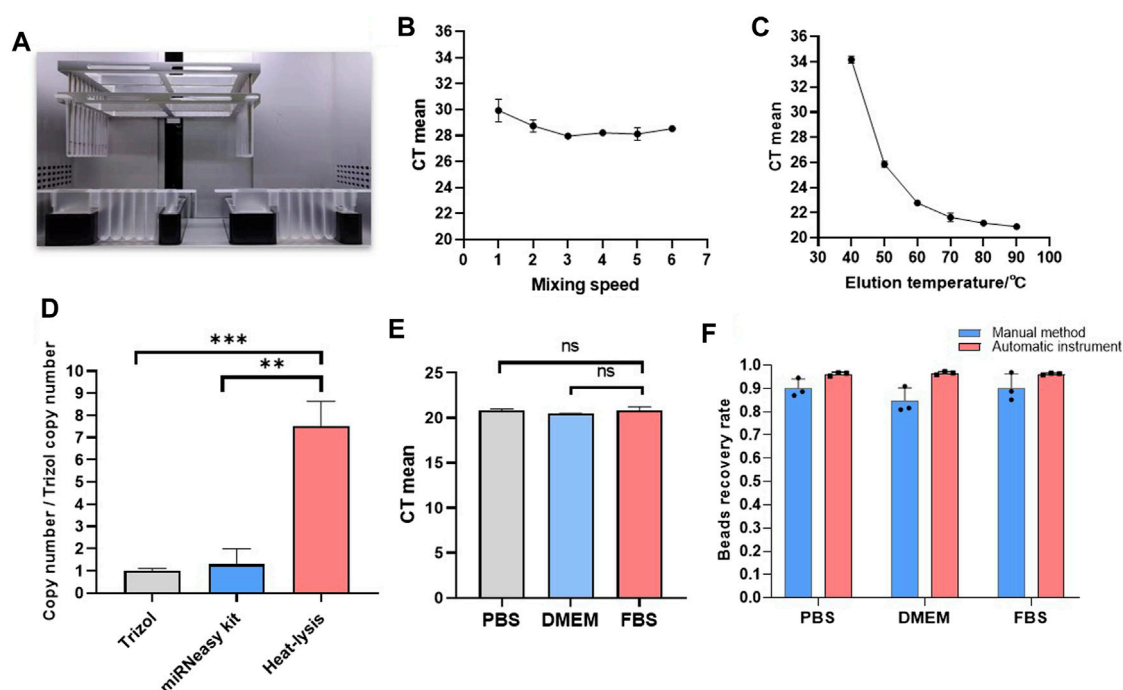 A
B
CT mean
36
34
32
30
28
26
24
22
20
0 1 2 3 4 5 6 7
Mixing speed
C
CT mean
36
34
32
30
28
26
24
22
20
30 40 50 60 70 80 90 100
Elution temperature/℃
D
Copy number / Trizol copy number
***
**
10
9
8
7
6
5
4
3
2
1
0
Trizol
miRNeasy kit
Heat-lysis
E
CT mean
ns
ns
25
20
15
10
5
0
PBS DMEM FBS
F
Manual method
Automatic instrument
Beads recovery rate
1.0
0.9
0.8
0.7
0.6
0.5
0.4
0.3
0.2
0.1
0.0
PBS DMEM FBS